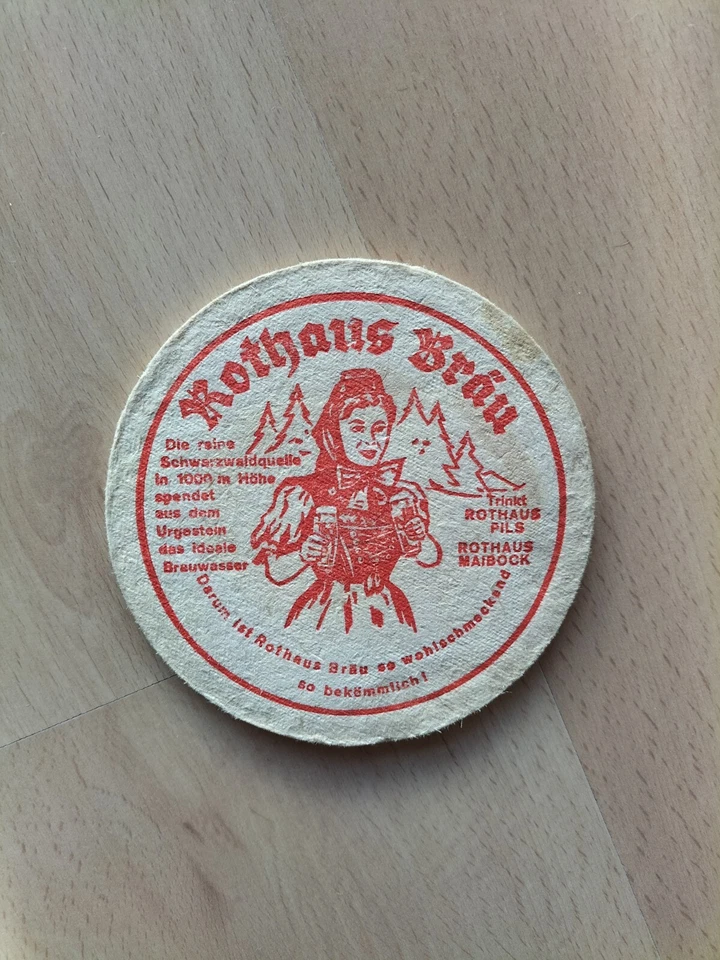 Rothaus Bräu
Die reine
Schwarzwaldquelle
in 1000 m Höhe
spendet
aus dem
Urgestein
das ideale
Brauwasser
Trinkt
ROTHAUS
PILS
ROTHAUS
MAIBOCK
Darum ist Rothaus Bräu so wohlschmeckend
so bekömmlich!